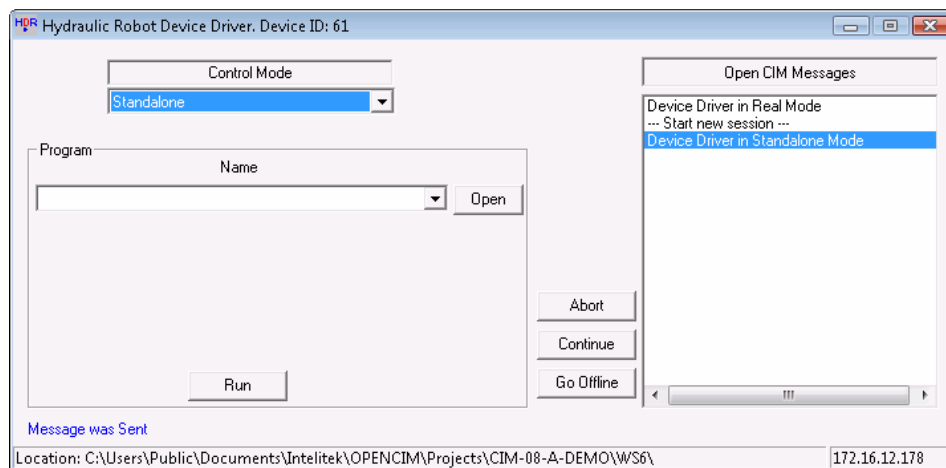 HDR Hydraulic Robot Device Driver. Device ID: 61
Control Mode
Standalone
Open CIM Messages
Device Driver in Real Mode
--- Start new session ---
Device Driver in Standalone Mode
Program
Name
Open
Abort
Continue
Go Offline
Run
Message was Sent
Location: C:\Users\Public\Documents\Intelitek\OPENCIM\Projects\CIM-08-A-DEMO\WS6\
172.16.12.178